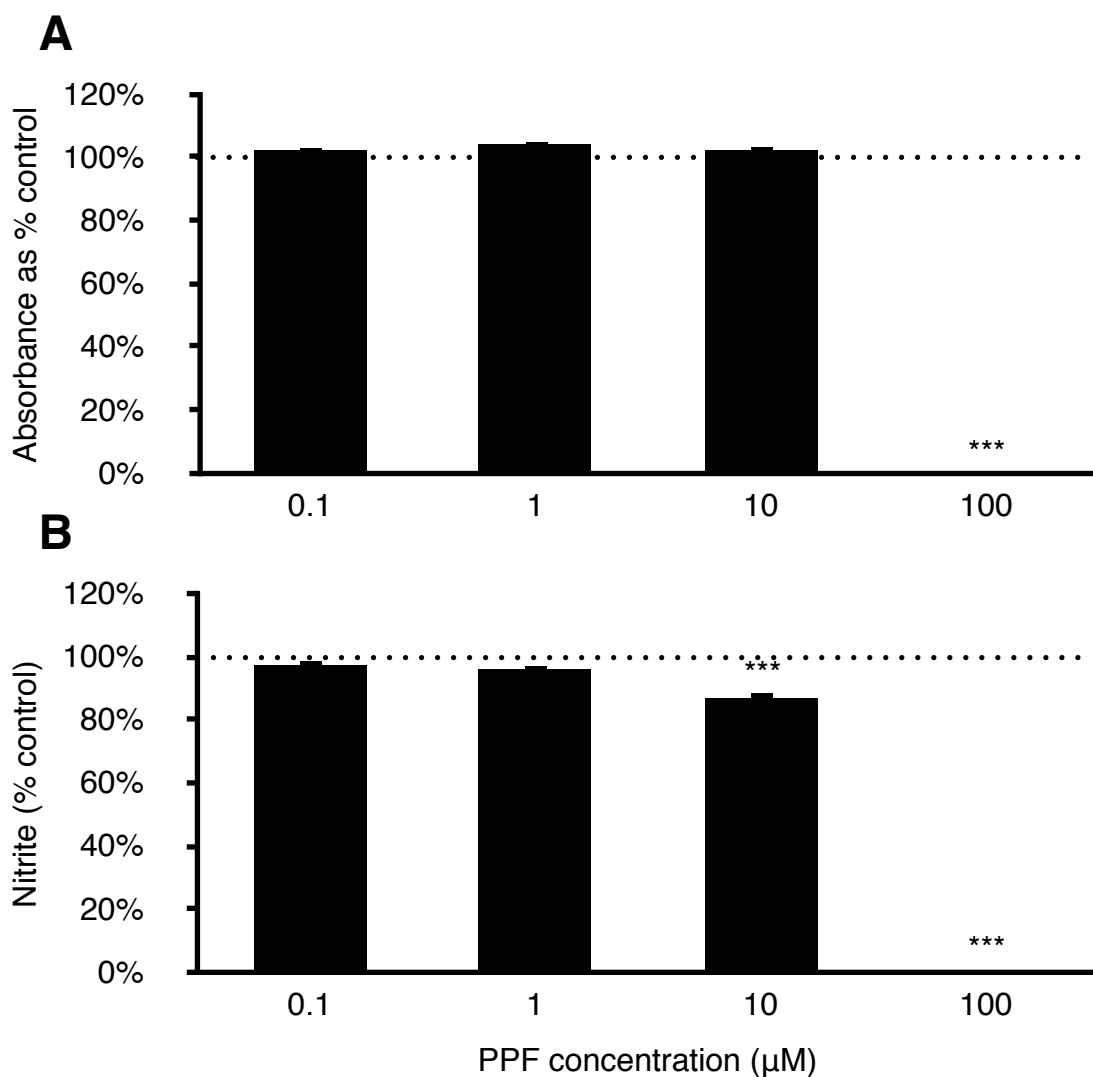 A
Absorbance as % control
120%
100%
80%
60%
40%
20%
0%
***
0.1 1 10 100
B
Nitrite (% control)
120%
100%
80%
60%
40%
20%
0%
***
***
0.1 1 10 100
PPF concentration (μM)